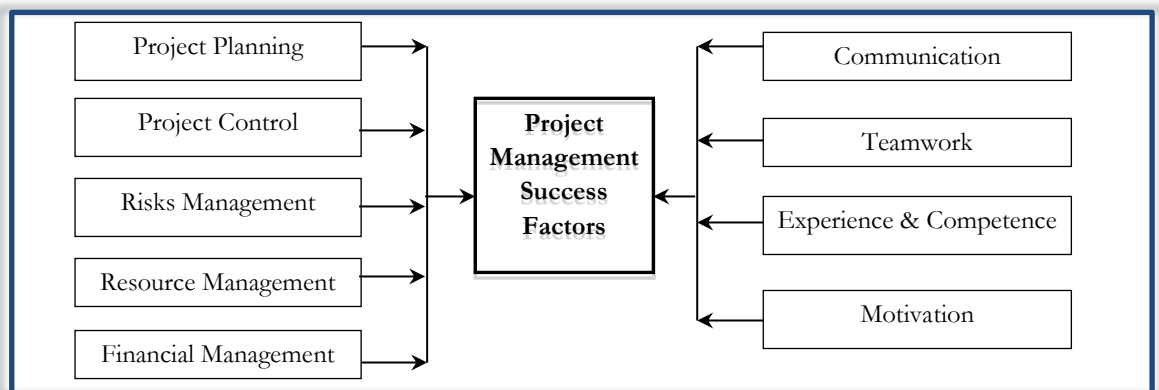 Project Planning
Project Control
Risks Management
Resource Management
Financial Management
Project
Management
Success
Factors
Communication
Teamwork
Experience & Competence
Motivation